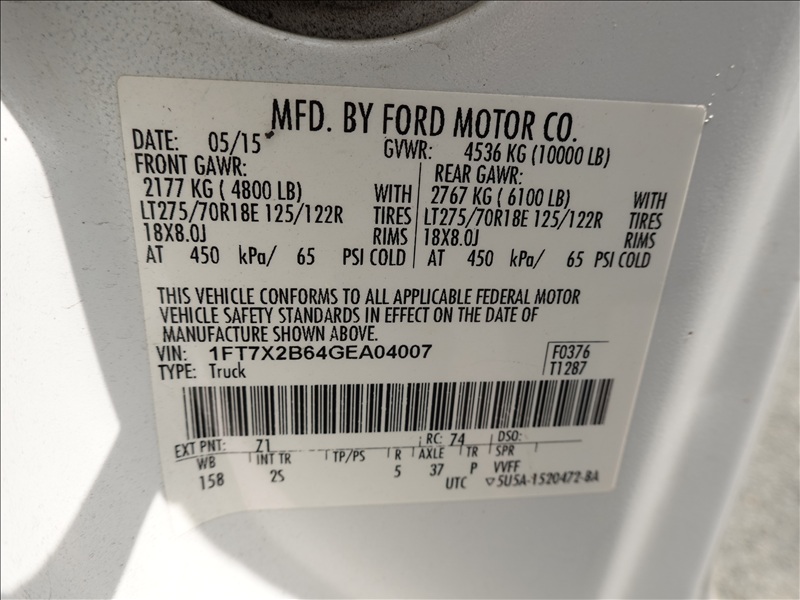 MFD. BY FORD MOTOR CO.
DATE: 05/15 GVWR: 4536 KG (10000 LB)
FRONT GAWR: REAR GAWR:
2177 KG ( 4800 LB) WITH 2767 KG ( 6100 LB) WITH
LT275/70R18E 125/122R TIRES LT275/70R18E 125/122R TIRES
18X8.0J RIMS 18X8.0J RIMS
AT 450 kPa/ 65 PSI COLD AT 450 kPa/ 65 PSI COLD
THIS VEHICLE CONFORMS TO ALL APPLICABLE FEDERAL MOTOR
VEHICLE SAFETY STANDARDS IN EFFECT ON THE DATE OF
MANUFACTURE SHOWN ABOVE.
VIN: 1FT7X2B64GEA04007 F0376
TYPE: Truck T1287
EXT PNT: Z1 RC: 74 DSO:
WB INT TR TP/PS R AXLE TR SPR
158 2S 5 37 P VVFF
UTC ▽5U5A-1520472-BA